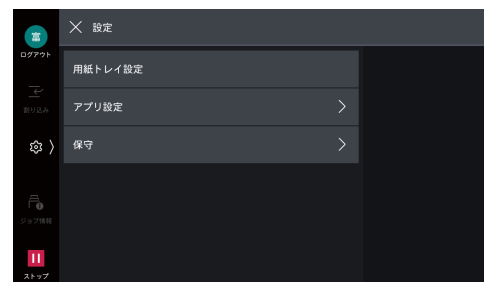 富
ログアウト
割り込み
ジョブ情報
ストップ
設定
用紙トレイ設定
アプリ設定
保守